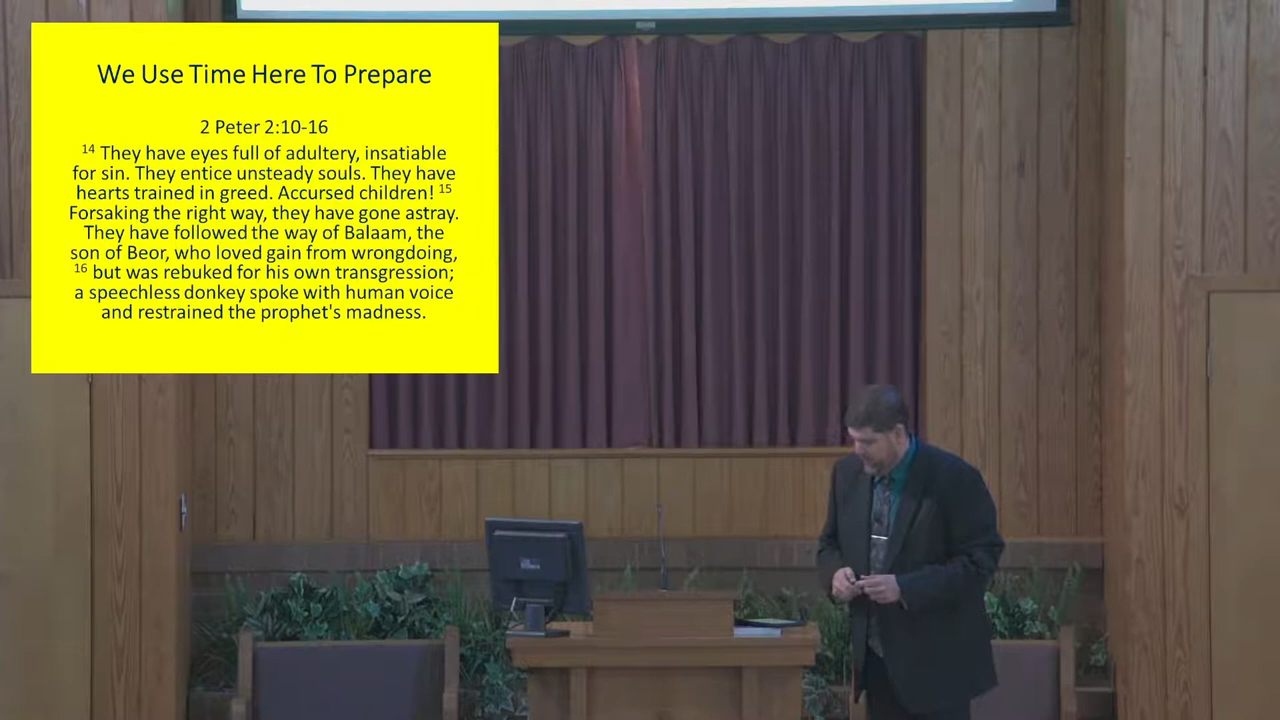 We Use Time Here To Prepare
2 Peter 2:10-16
14 They have eyes full of adultery, insatiable
for sin. They entice unsteady souls. They have
hearts trained in greed. Accursed children! 15
Forsaking the right way, they have gone astray.
They have followed the way of Balaam, the
son of Beor, who loved gain from wrongdoing,
16 but was rebuked for his own transgression;
a speechless donkey spoke with human voice
and restrained the prophet's madness.